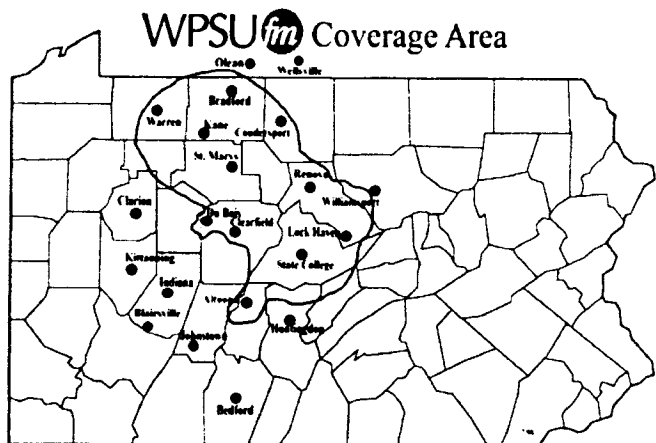 WPSU fm Coverage Area
Olean
Wellsville
Bradford
Warren
Kane
Coudersport
St. Marys
Renovo
Williamsport
Clarion
Du Bois
Clearfield
Lock Haven
State College
Kittanning
Indiana
Altoona
Blairsville
Huntingdon
Johnstown
Bedford